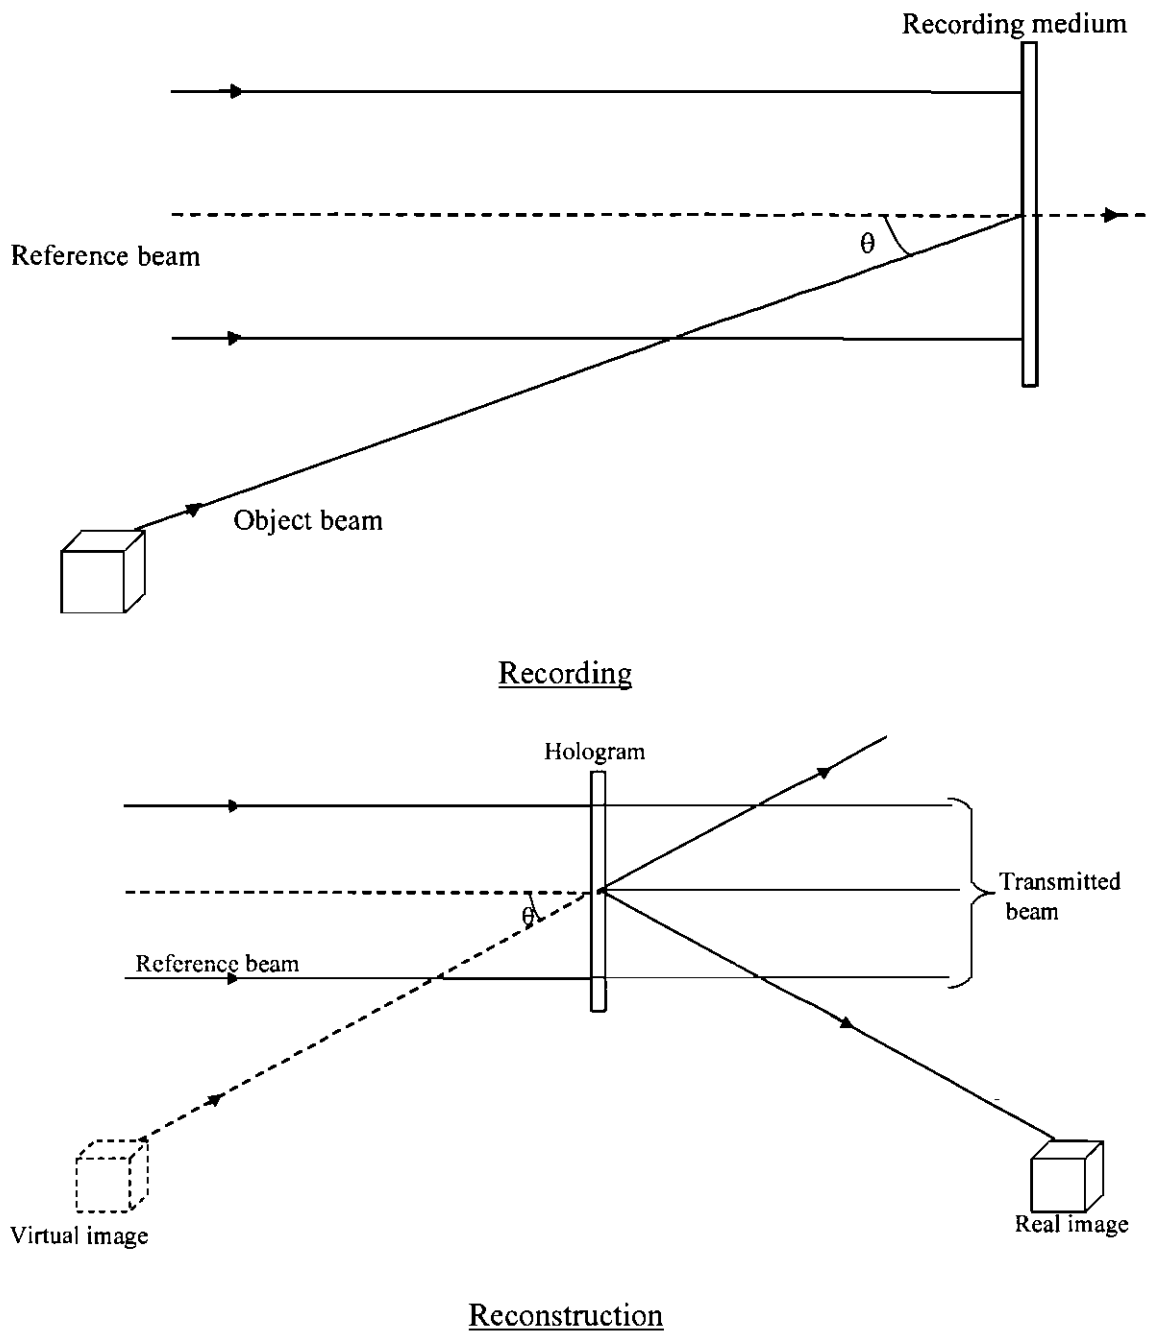 Recording medium
θ
Reference beam
Object beam
Recording
Hologram
Transmitted
beam
θ
Reference beam
Virtual image
Real image
Reconstruction